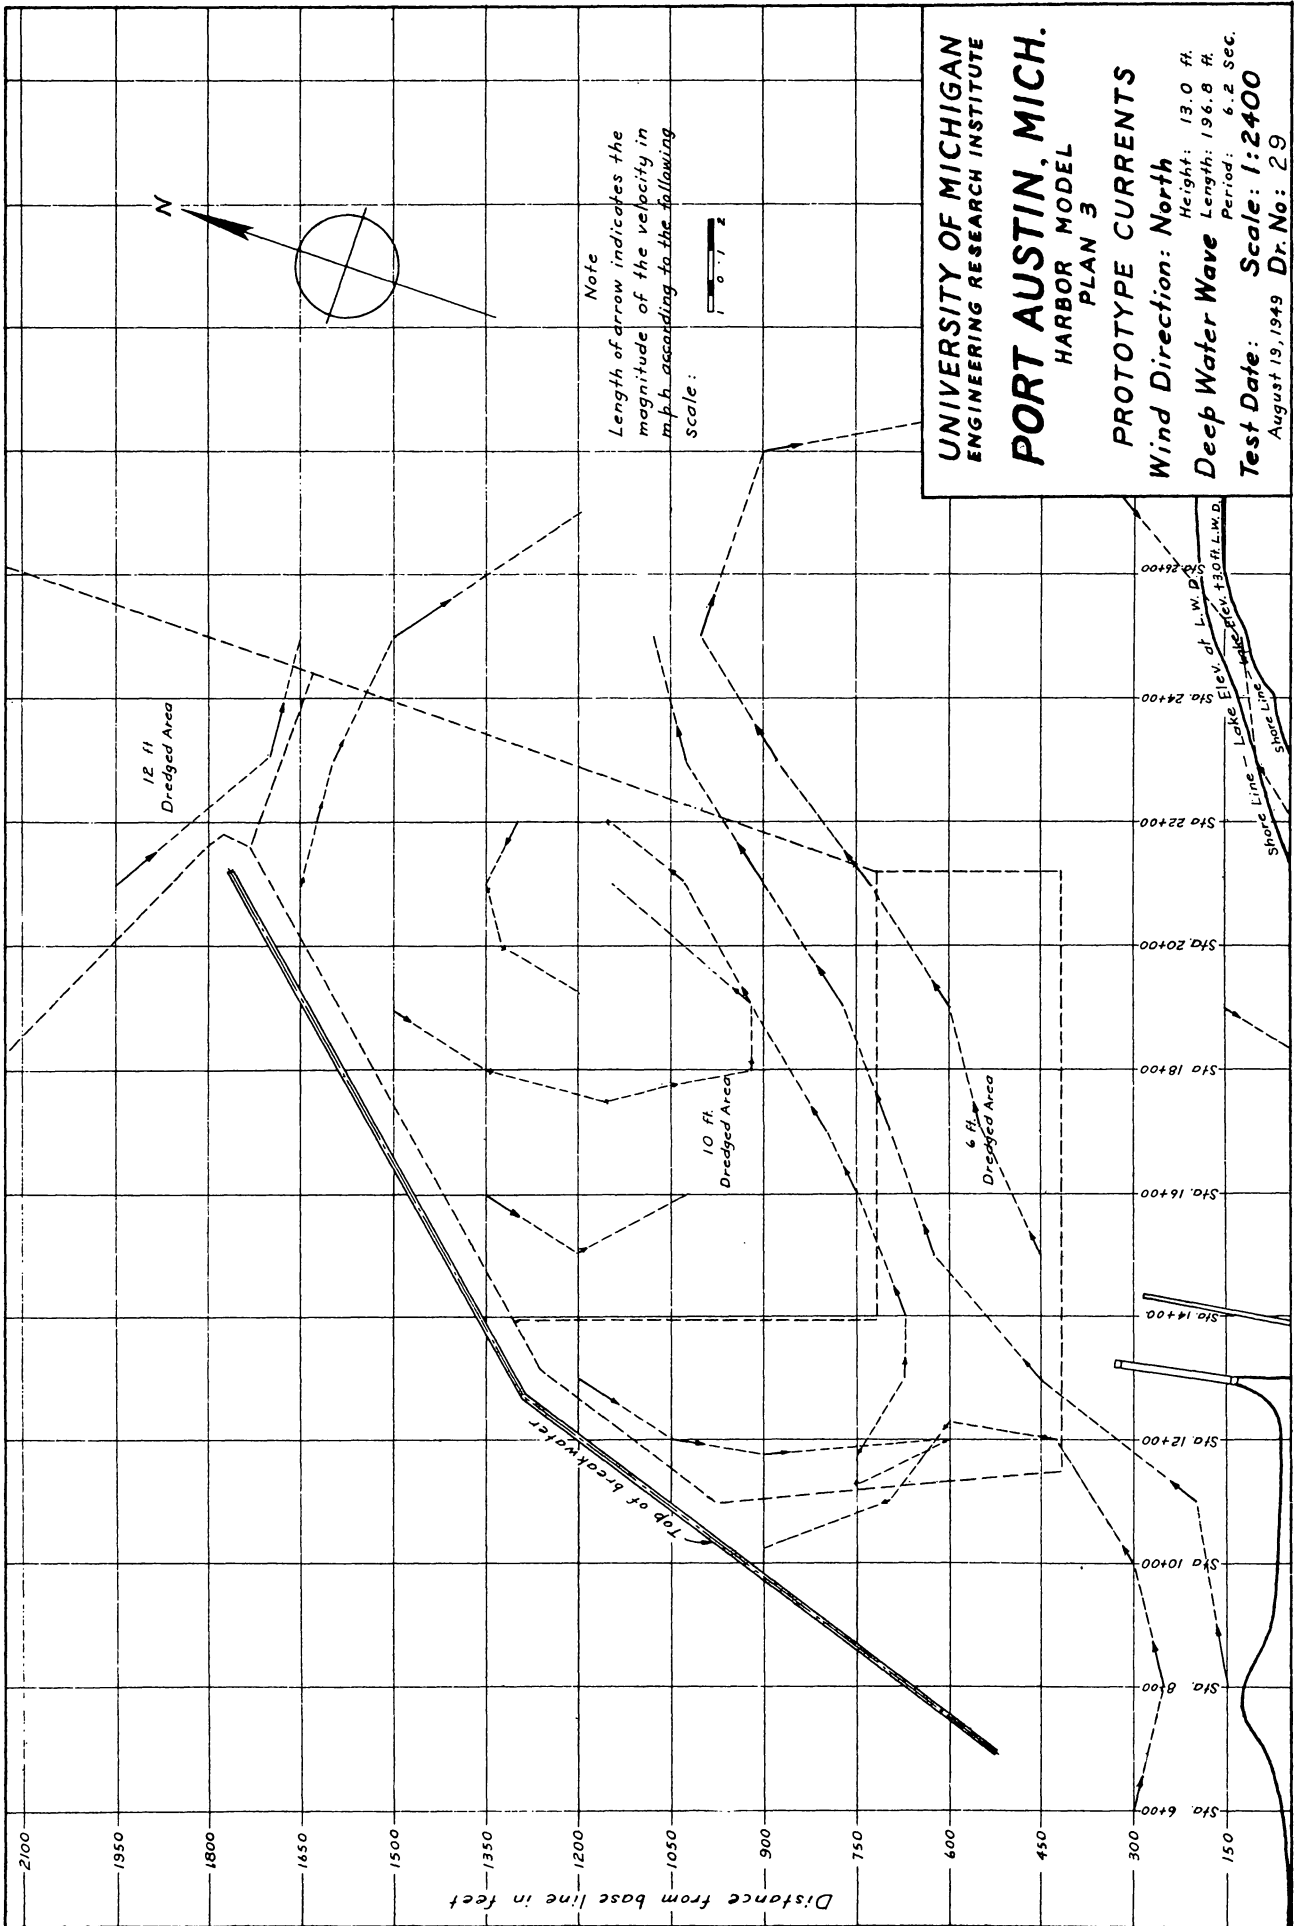 UNIVERSITY OF MICHIGAN
ENGINEERING RESEARCH INSTITUTE
PORT AUSTIN, MICH.
HARBOR MODEL
PLAN 3
PROTOTYPE CURRENTS
Wind Direction: North
Height: 13.0 ft.
Deep Water Wave Length: 196.8 ft.
Period: 6.2 sec.
Test Date: Scale: 1:2400
August 19, 1949 Dr. No: 29
N
Note
Length of arrow indicates the
magnitude of the velocity in
m.p.h. according to the following
scale:
1 0 1 2
12 ft
Dredged Area
10 ft.
Dredged Area
6 ft.
Dredged Area
Top of breakwater
Shore Line - Lake Elev. at L.W.D.
Shore Line - Lake Elev. +3.0 ft. L.W.D.
Sta. 6+00
Sta. 8+00
Sta 10+00
Sta. 12+00
Sta. 14+00
Sta. 16+00
Sta 18+00
Sta. 20+00
Sta 22+00
Sta. 24+00
Sta. 26+00
2100
1950
1800
1650
1500
1350
1200
1050
900
750
600
450
300
150
Distance from base line in feet